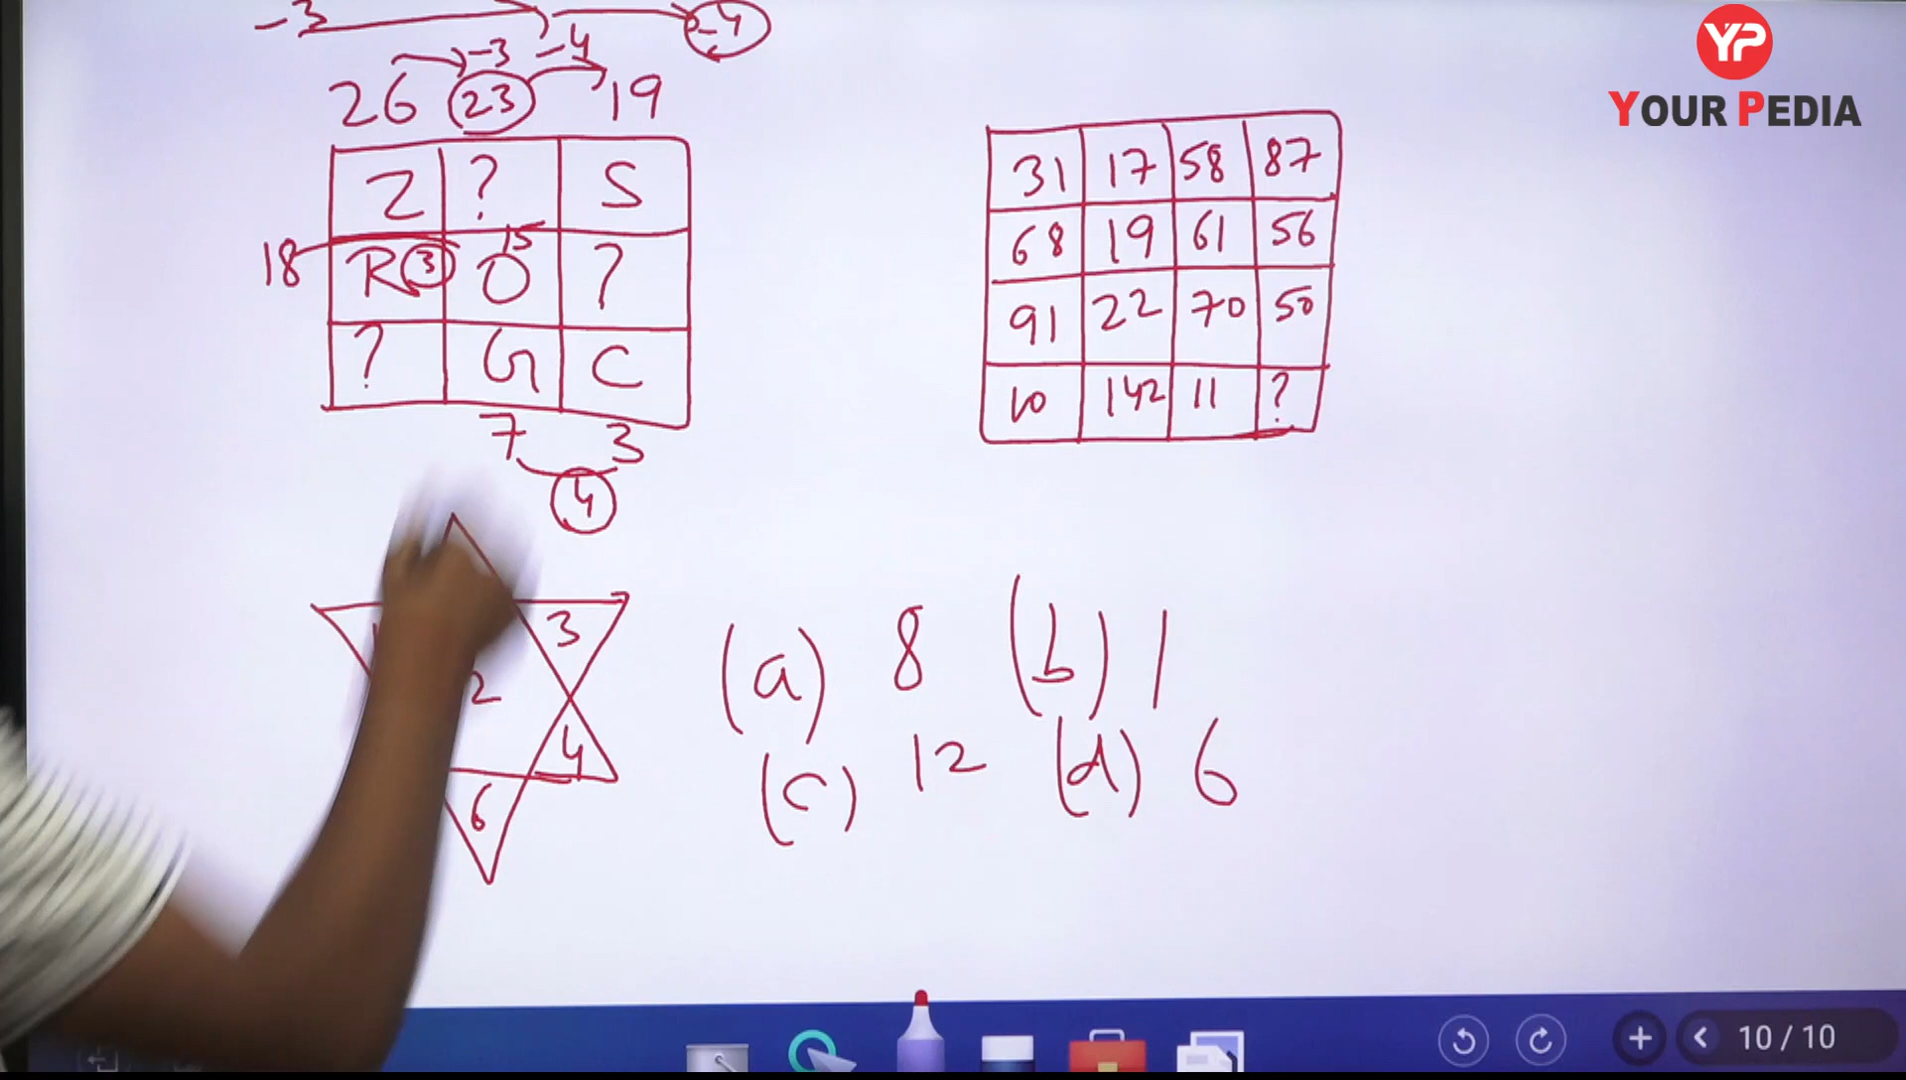 -3 -4
-3 -4
26 23 19
Z ? S
18 R 3 O 15 ?
? G C
7 3
4
31 17 58 87
68 19 61 56
91 22 70 50
10 142 11 ?
3
2
4
6
(a) 8 (b) 1
(c) 12 (d) 6
YP
YOUR PEDIA
10 / 10